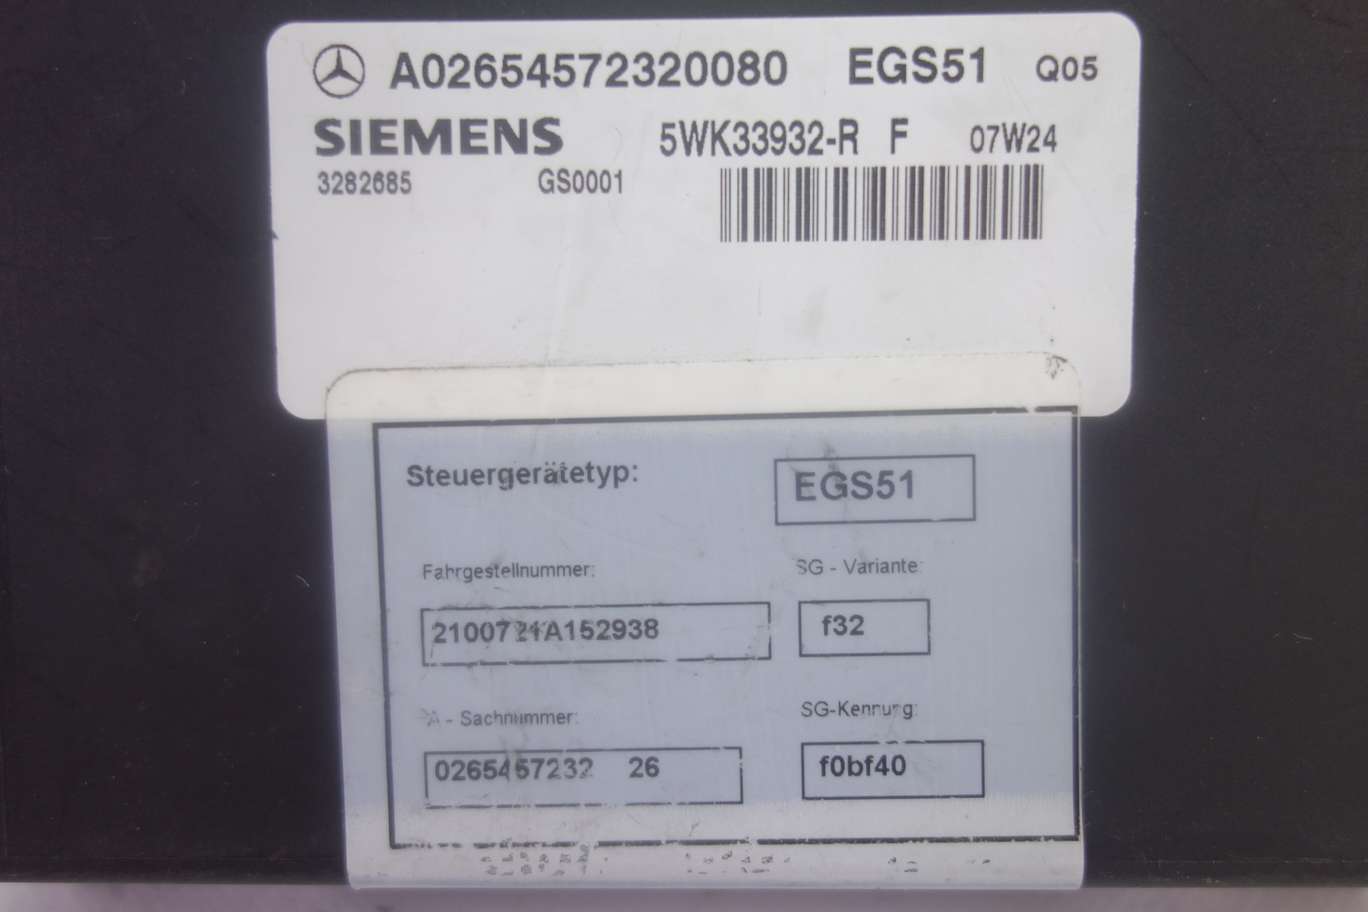 A02654572320080 EGS51 Q05
SIEMENS 5WK33932-R F 07W24
3282685 GS0001
Steuergerätetyp: EGS51
Fahrgestellnummer: SG - Variante:
f32
A - Sachnummer: SG-Kennung:
0265457232 26 f0bf40